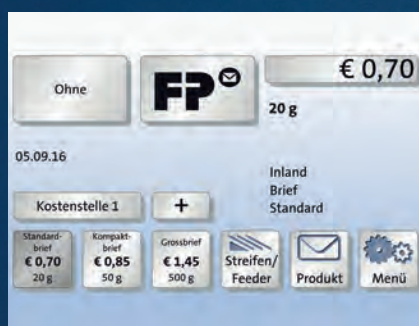 Ohne
FP
€ 0,70
20 g
05.09.16
Inland
Brief
Standard
Kostenstelle 1
+
Standard-
brief
€ 0,70
20 g
Kompakt-
brief
€ 0,85
50 g
Grossbrief
€ 1,45
500 g
Streifen/
Feeder
Produkt
Menü